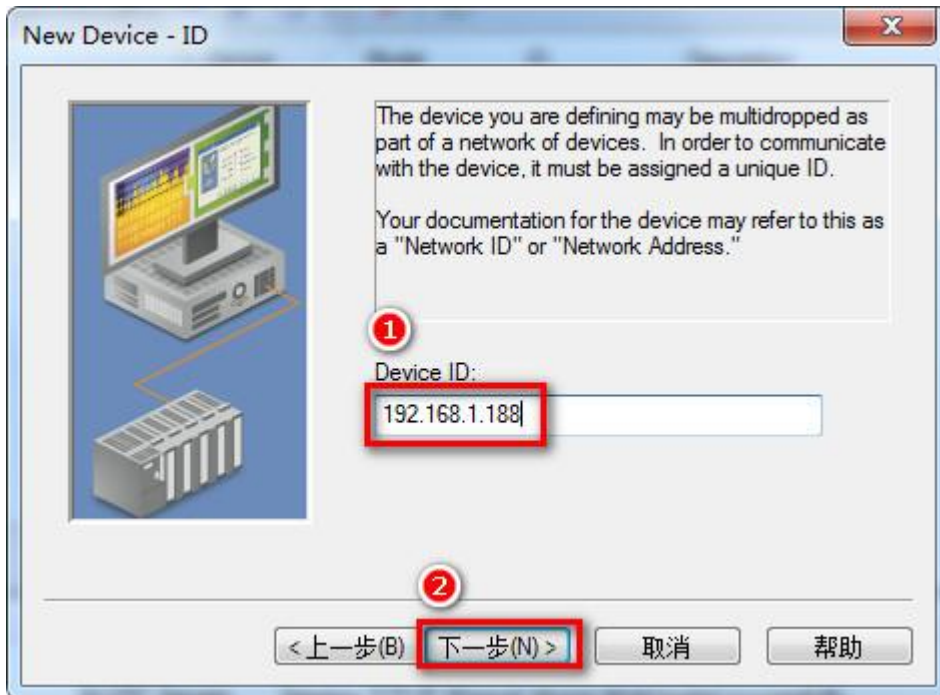 New Device - ID
The device you are defining may be multidropped as
part of a network of devices.  In order to communicate
with the device, it must be assigned a unique ID.
Your documentation for the device may refer to this as
a "Network ID" or "Network Address."
1
Device ID:
192.168.1.188
2
<上一步(B) 下一步(N)> 取消 帮助